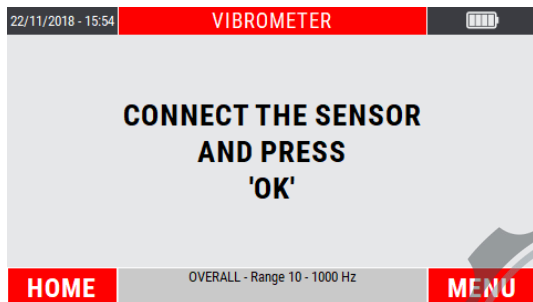 22/11/2018 - 15:54 VIBROMETER
CONNECT THE SENSOR
AND PRESS
'OK'
HOME OVERALL - Range 10 - 1000 Hz MENU